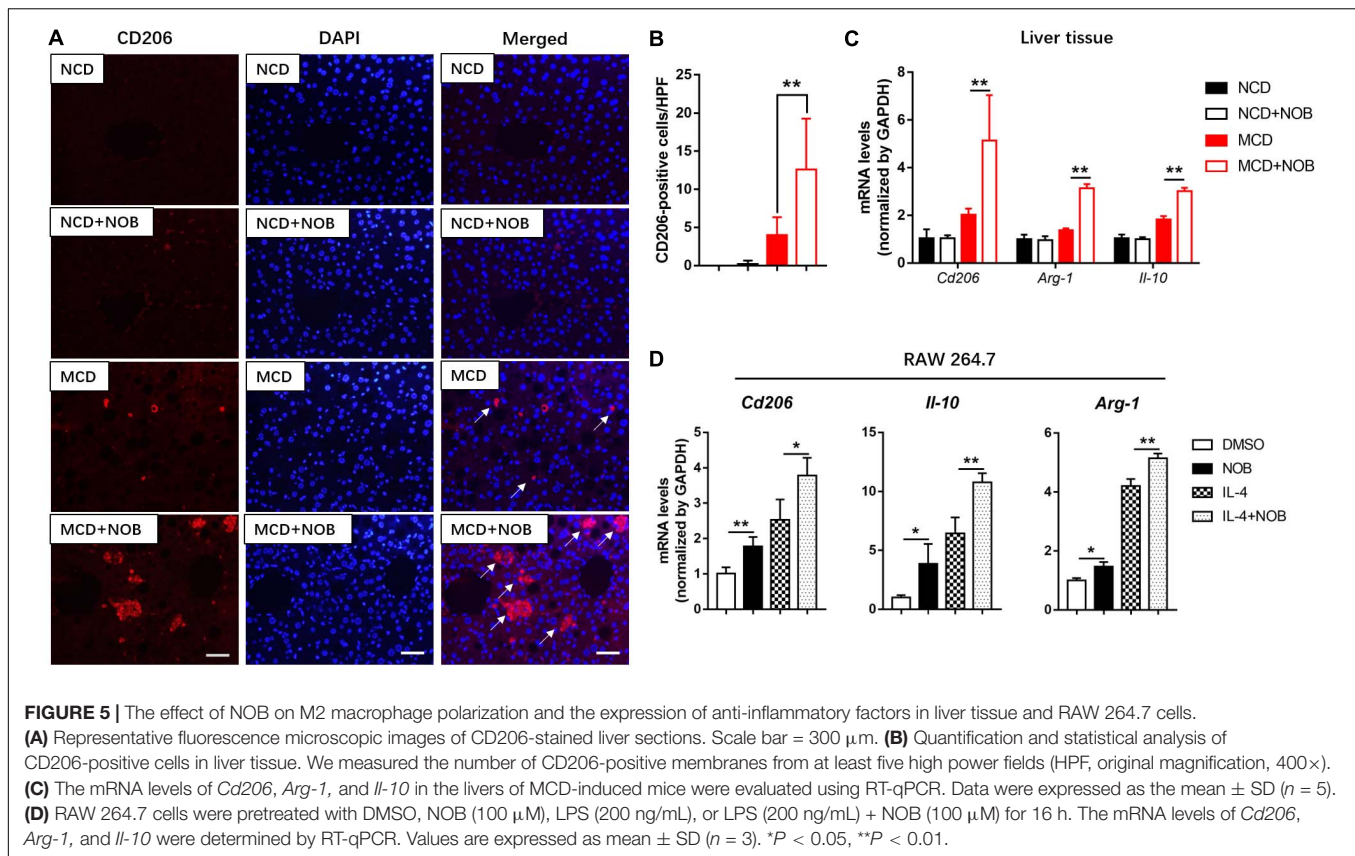 A
CD206 DAPI Merged
NCD NCD NCD
NCD+NOB NCD+NOB NCD+NOB
MCD MCD MCD
MCD+NOB MCD+NOB MCD+NOB
B
CD206-positive cells/HPF
25
20
15
10
5
0
**
C
Liver tissue
mRNA levels
(normalized by GAPDH)
8
6
4
2
0
** ** **
Cd206 Arg-1 Il-10
NCD
NCD+NOB
MCD
MCD+NOB
D
RAW 264.7
Cd206 Il-10 Arg-1
mRNA levels
(normalized by GAPDH)
5
4
3
2
1
0
** *
15
10
5
0
* **
6
4
2
0
* **
DMSO
NOB
IL-4
IL-4+NOB
FIGURE 5 | The effect of NOB on M2 macrophage polarization and the expression of anti-inflammatory factors in liver tissue and RAW 264.7 cells.
(A) Representative fluorescence microscopic images of CD206-stained liver sections. Scale bar = 300 μm. (B) Quantification and statistical analysis of
CD206-positive cells in liver tissue. We measured the number of CD206-positive membranes from at least five high power fields (HPF, original magnification, 400×).
(C) The mRNA levels of Cd206, Arg-1, and Il-10 in the livers of MCD-induced mice were evaluated using RT-qPCR. Data were expressed as the mean ± SD (n = 5).
(D) RAW 264.7 cells were pretreated with DMSO, NOB (100 μM), LPS (200 ng/mL), or LPS (200 ng/mL) + NOB (100 μM) for 16 h. The mRNA levels of Cd206,
Arg-1, and Il-10 were determined by RT-qPCR. Values are expressed as mean ± SD (n = 3). *P < 0.05, **P < 0.01.